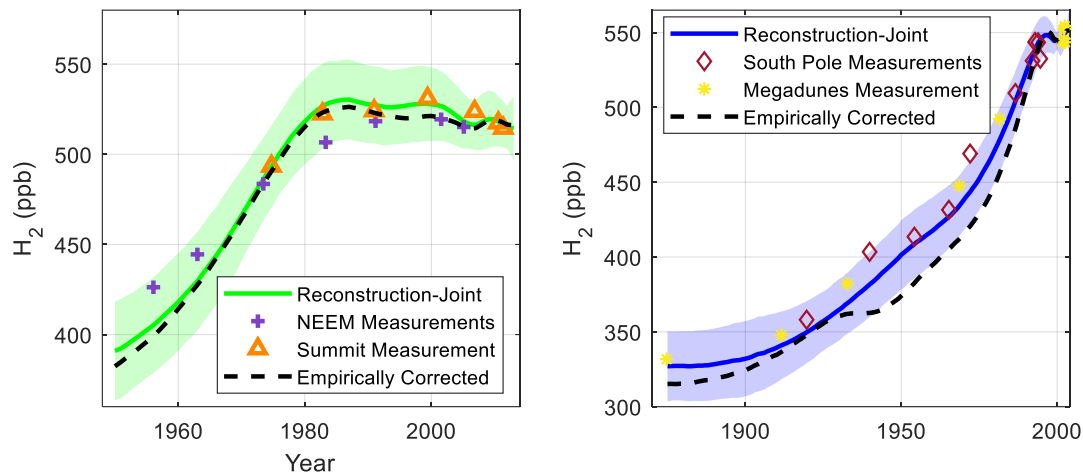 550
500
450
400
H2 (ppb)
1960
1980
2000
Year
Reconstruction-Joint
NEEM Measurements
Summit Measurement
Empirically Corrected
550
500
450
400
350
300
H2 (ppb)
1900
1950
2000
Reconstruction-Joint
South Pole Measurements
Megadunes Measurement
Empirically Corrected